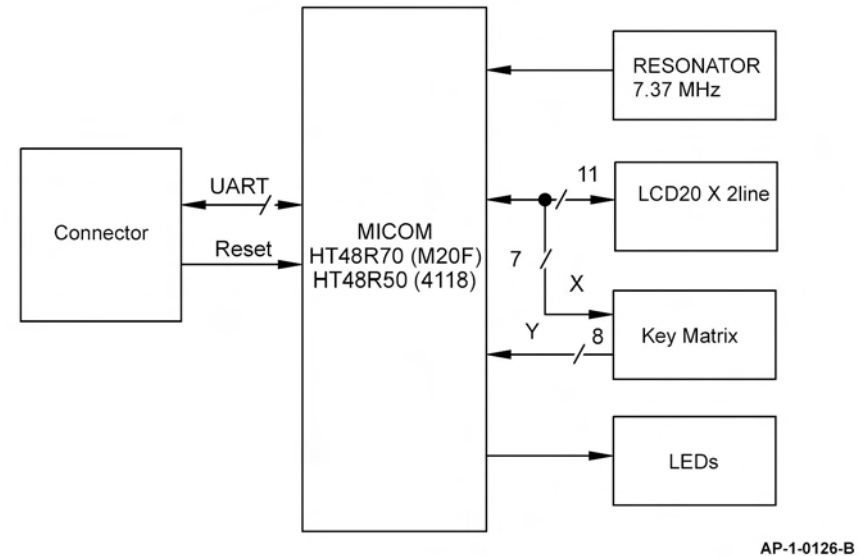 RESONATOR
7.37 MHz
11
LCD20 X 2line
UART
Connector
Reset
MICOM
HT48R70 (M20F)
HT48R50 (4118)
7
X
Y
8
Key Matrix
LEDs
AP-1-0126-B